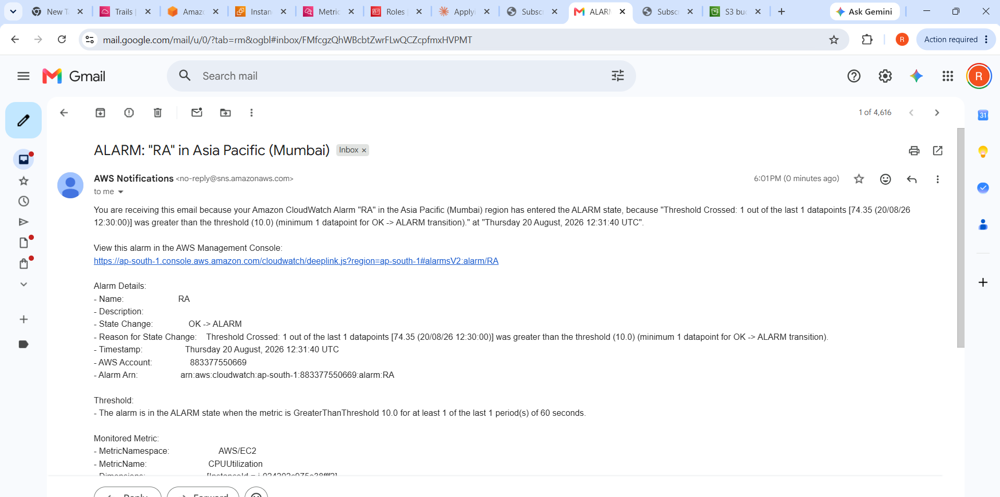 New T
Trails |
Amazo
Instan
Metric
Roles
Applyi
Subsc
ALARM
Subsc
S3 bu
Ask Gemini
mail.google.com/mail/u/0/?tab=rm&ogbl#inbox/FMfcgzQhWBcbtZwrFLwQCZcpfmxHVPMT
R
Action required
Gmail
Search mail
R
1 of 4,616
31
ALARM: "RA" in Asia Pacific (Mumbai)
Inbox ×
AWS Notifications <no-reply@sns.amazonaws.com>
6:01 PM (0 minutes ago)
to me
You are receiving this email because your Amazon CloudWatch Alarm "RA" in the Asia Pacific (Mumbai) region has entered the ALARM state, because "Threshold Crossed: 1 out of the last 1 datapoints [74.35 (20/08/26
12:30:00)] was greater than the threshold (10.0) (minimum 1 datapoint for OK -> ALARM transition)." at "Thursday 20 August, 2026 12:31:40 UTC".
View this alarm in the AWS Management Console:
https://ap-south-1.console.aws.amazon.com/cloudwatch/deeplink.js?region=ap-south-1#alarmsV2:alarm/RA
Alarm Details:
- Name: RA
- Description:
- State Change: OK -> ALARM
- Reason for State Change: Threshold Crossed: 1 out of the last 1 datapoints [74.35 (20/08/26 12:30:00)] was greater than the threshold (10.0) (minimum 1 datapoint for OK -> ALARM transition).
- Timestamp: Thursday 20 August, 2026 12:31:40 UTC
- AWS Account: 883377550669
- Alarm Arn: arn:aws:cloudwatch:ap-south-1:883377550669:alarm:RA
Threshold:
- The alarm is in the ALARM state when the metric is GreaterThanThreshold 10.0 for at least 1 of the last 1 period(s) of 60 seconds.
Monitored Metric:
- MetricNamespace: AWS/EC2
- MetricName: CPUUtilization
- Dimensions:
Reply
Forward